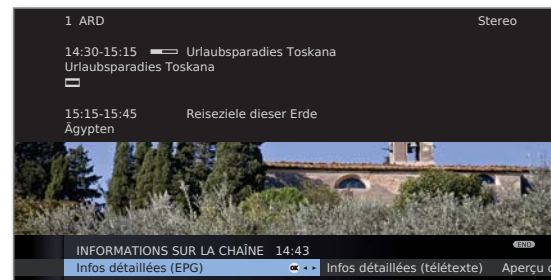 1 ARD Stereo
14:30-15:15 Urlaubsparadies Toskana
Urlaubsparadies Toskana
15:15-15:45 Reiseziele dieser Erde
Ägypten
INFORMATIONS SUR LA CHAÎNE 14:43 END
Infos détaillées (EPG) OK Infos détaillées (télétexte) Aperçu